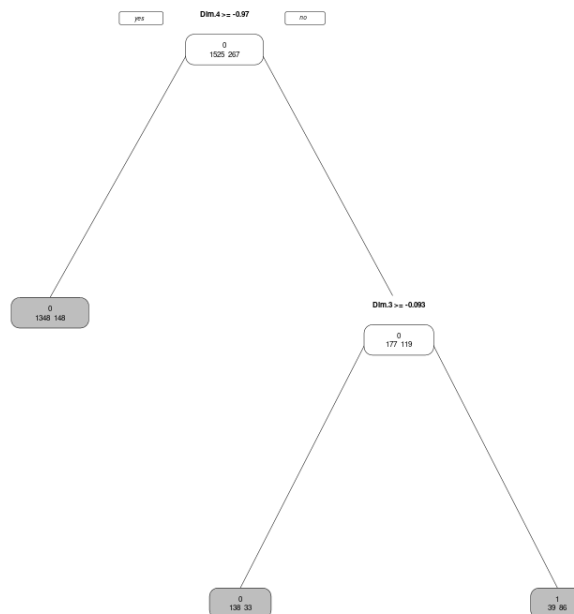 yes
Dim.4 >= -0.97
no
0
1525 267
0
1348 148
Dim.3 >= -0.093
0
177 119
0
138 33
1
39 86